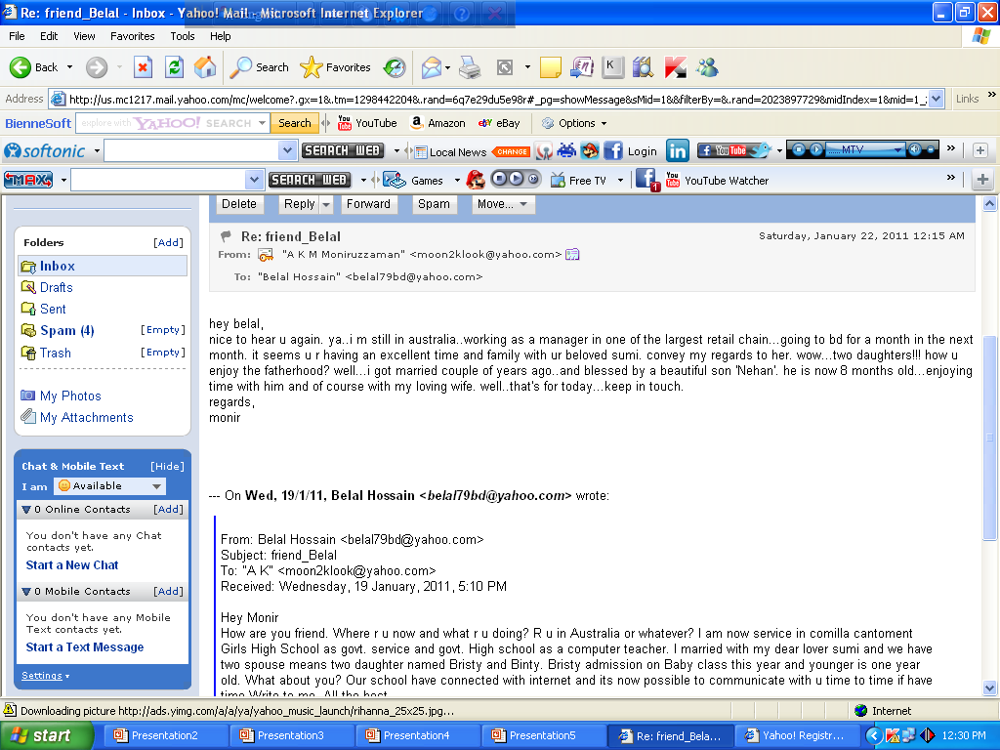 Re: friend_Belal - Inbox - Yahoo! Mail - Microsoft Internet Explorer
File Edit View Favorites Tools Help
Back Search Favorites
Address http://us.mc1217.mail.yahoo.com/mc/welcome?.gx=1&.tm=1298442204&.rand=6q7e29du5e98r#_pg=showMessage&sMid=1&&filterBy=&.rand=2023897729&midIndex=1&mid=1_ Links »
BienneSoft explore with YAHOO! SEARCH Search YouTube Amazon eBay Options
softonic SEARCH WEB Local News CHANGE Login in YouTube MTV »
MAX SEARCH WEB Games Free TV 1 YouTube Watcher »
Delete Reply Forward Spam Move...
Folders [Add]
Inbox
Drafts
Sent
Spam (4) [Empty]
Trash [Empty]
My Photos
My Attachments
Chat & Mobile Text [Hide]
I am Available
0 Online Contacts [Add]
You don't have any Chat
contacts yet.
Start a New Chat
0 Mobile Contacts [Add]
You don't have any Mobile
Text contacts yet.
Start a Text Message
Settings
Re: friend_Belal Saturday, January 22, 2011 12:15 AM
From: "A K M Moniruzzaman" <moon2klook@yahoo.com>
To: "Belal Hossain" <belal79bd@yahoo.com>
hey belal,
nice to hear u again. ya..i m still in australia..working as a manager in one of the largest retail chain...going to bd for a month in the next
month. it seems u r having an excellent time and family with ur beloved sumi. convey my regards to her. wow...two daughters!!! how u
enjoy the fatherhood? well...i got married couple of years ago..and blessed by a beautiful son 'Nehan'. he is now 8 months old...enjoying
time with him and of course with my loving wife. well..that's for today...keep in touch.
regards,
monir
--- On Wed, 19/1/11, Belal Hossain <belal79bd@yahoo.com> wrote:
From: Belal Hossain <belal79bd@yahoo.com>
Subject: friend_Belal
To: "A K" <moon2klook@yahoo.com>
Received: Wednesday, 19 January, 2011, 5:10 PM
Hey Monir
How are you friend. Where r u now and what r u doing? R u in Australia or whatever? I am now service in comilla cantoment
Girls High School as govt. service and govt. High school as a computer teacher. I married with my dear lover sumi and we have
two spouse means two daughter named Bristy and Binty. Bristy admission on Baby class this year and younger is one year
old. What about you? Our school have connected with internet and its now possible to communicate with u time to time if have
time Write to me. All the best
Downloading picture http://ads.yimg.com/a/a/ya/yahoo_music_launch/rihanna_25x25.jpg... Internet
start Presentation2 Presentation3 Presentation4 Presentation5 Re: friend_Bela... Yahoo! Registr... 12:30 PM